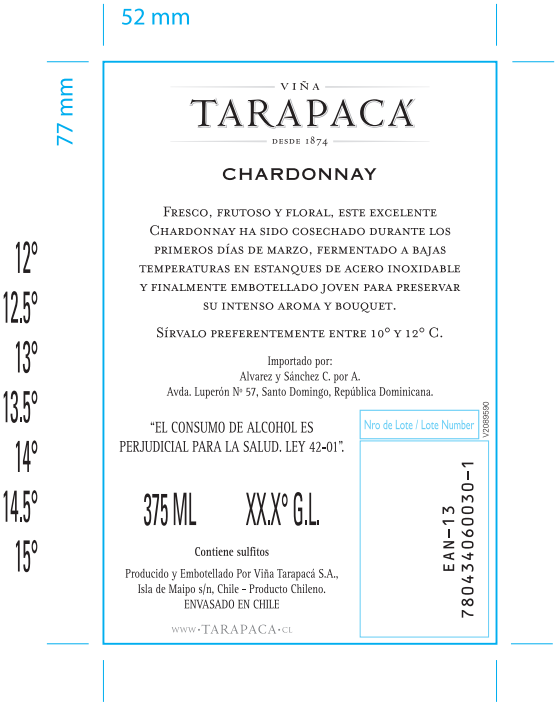 52 mm
77 mm
VIÑA
TARAPACÁ
DESDE 1874
CHARDONNAY
FRESCO, FRUTOSO Y FLORAL, ESTE EXCELENTE
CHARDONNAY HA SIDO COSECHADO DURANTE LOS
PRIMEROS DÍAS DE MARZO, FERMENTADO A BAJAS
TEMPERATURAS EN ESTANQUES DE ACERO INOXIDABLE
Y FINALMENTE EMBOTELLADO JOVEN PARA PRESERVAR
SU INTENSO AROMA Y BOUQUET.
SÍRVALO PREFERENTEMENTE ENTRE 10° Y 12° C.
Importado por:
Alvarez y Sánchez C. por A.
Avda. Luperón Nº 57, Santo Domingo, República Dominicana.
"EL CONSUMO DE ALCOHOL ES
PERJUDICIAL PARA LA SALUD. LEY 42-01".
375 ML XX.X° G.L.
Contiene sulfitos
Producido y Embotellado Por Viña Tarapacá S.A.,
Isla de Maipo s/n, Chile - Producto Chileno.
ENVASADO EN CHILE
WWW·TARAPACA·CL
Nro de Lote / Lote Number
V2089590
EAN-13
780434060030-1
12°
12.5°
13°
13.5°
14°
14.5°
15°